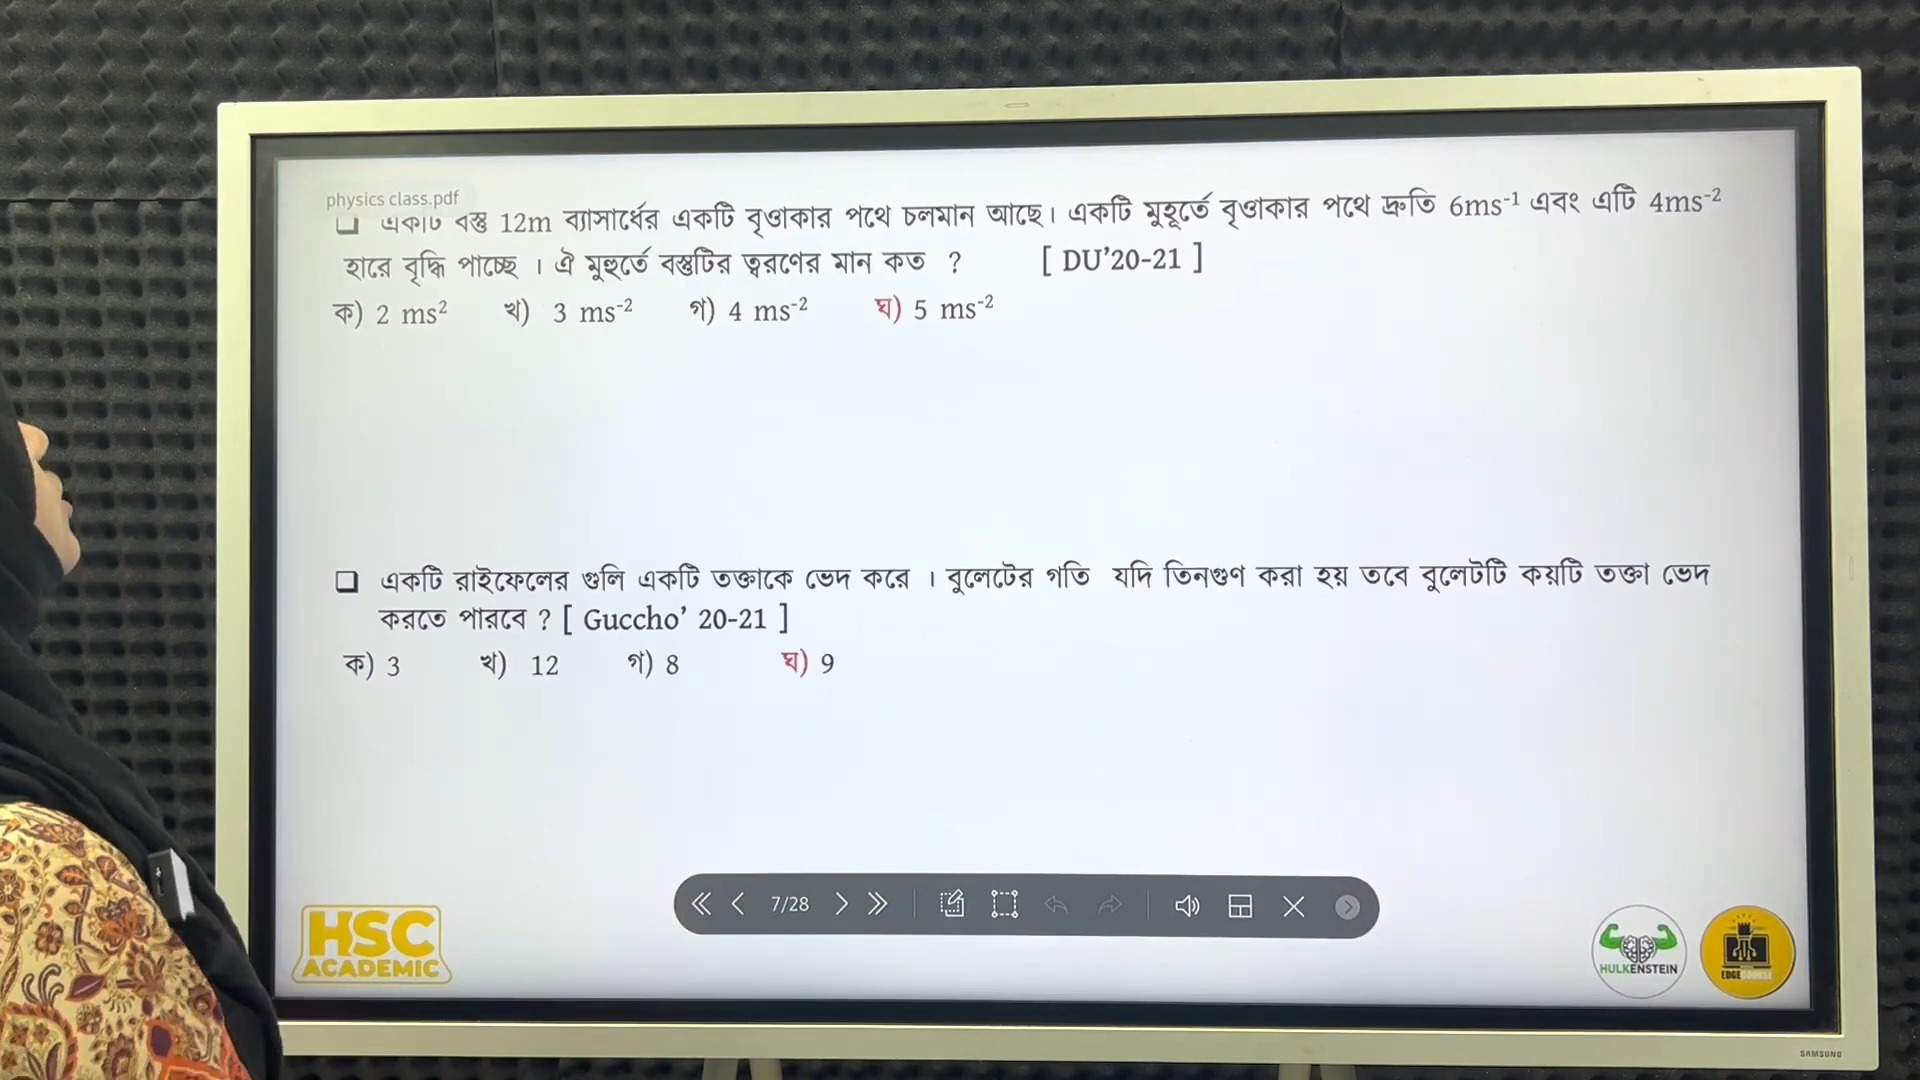 physics class.pdf
একটি বস্তু 12m ব্যাসার্ধের একটি বৃত্তাকার পথে চলমান আছে। একটি মুহূর্তে বৃত্তাকার পথে দ্রুতি 6ms⁻¹ এবং এটি 4ms⁻²
হারে বৃদ্ধি পাচ্ছে । ঐ মুহুর্তে বস্তুটির ত্বরণের মান কত ? [ DU’20-21 ]
ক) 2 ms² খ) 3 ms⁻² গ) 4 ms⁻² ঘ) 5 ms⁻²
একটি রাইফেলের গুলি একটি তক্তাকে ভেদ করে । বুলেটের গতি যদি তিনগুণ করা হয় তবে বুলেটটি কয়টি তক্তা ভেদ
করতে পারবে ? [ Guccho’ 20-21 ]
ক) 3 খ) 12 গ) 8 ঘ) 9
7/28
HSC
ACADEMIC
HULKENSTEIN
EDGECOURSE
SAMSUNG